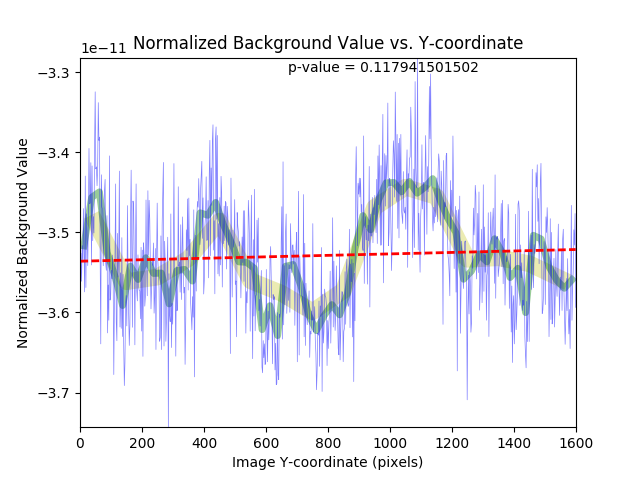 Normalized Background Value vs. Y-coordinate
1e−11
p-value = 0.117941501502
−3.3
−3.4
−3.5
−3.6
−3.7
Normalized Background Value
0 200 400 600 800 1000 1200 1400 1600
Image Y-coordinate (pixels)